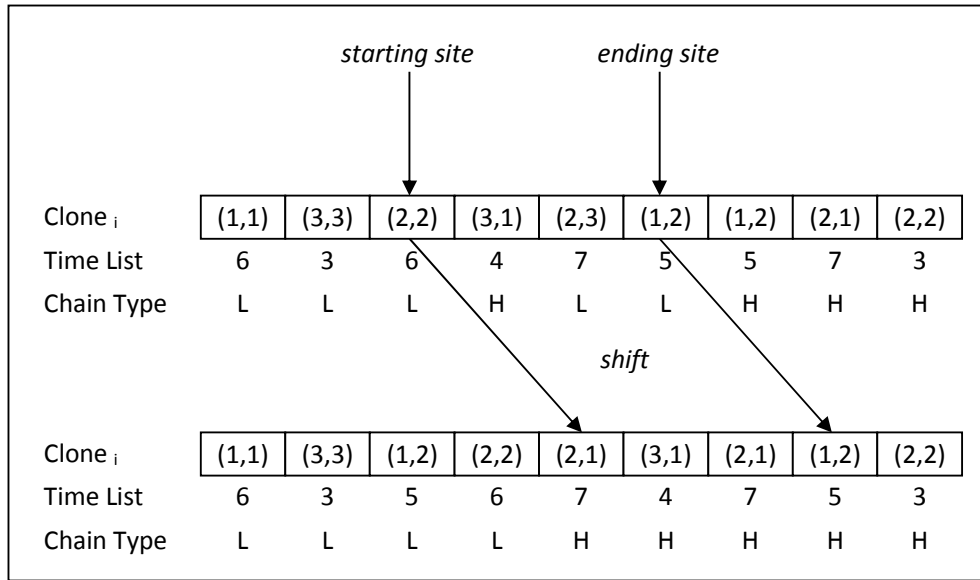 starting site ending site
Clone i (1,1) (3,3) (2,2) (3,1) (2,3) (1,2) (1,2) (2,1) (2,2)
Time List 6 3 6 4 7 5 5 7 3
Chain Type L L L H L L H H H
shift
Clone i (1,1) (3,3) (1,2) (2,2) (2,1) (3,1) (2,1) (1,2) (2,2)
Time List 6 3 5 6 7 4 7 5 3
Chain Type L L L L H H H H H